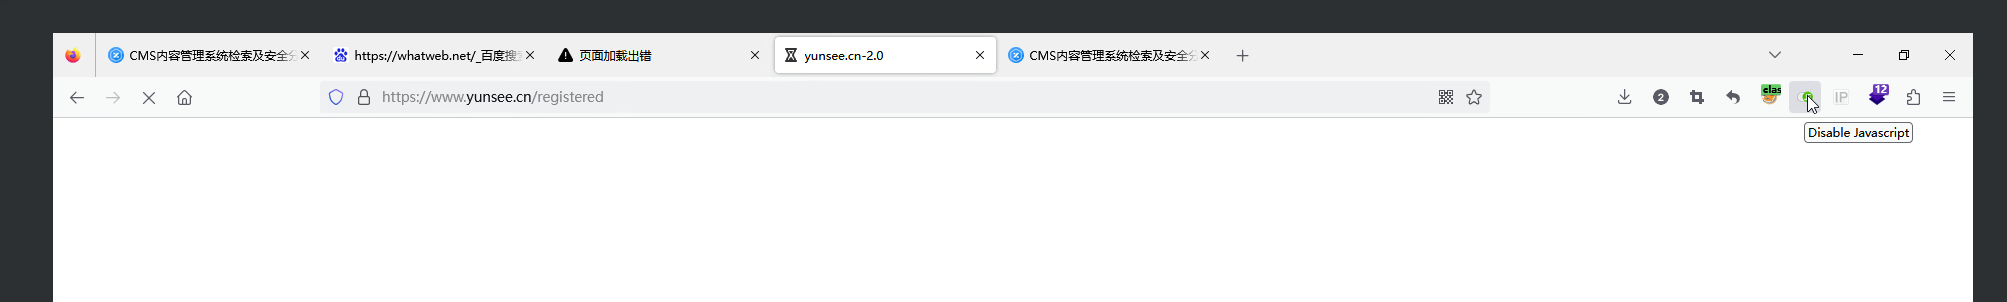 CMS内容管理系统检索及安全分
https://whatweb.net/_百度搜
页面加载出错
yunsee.cn-2.0
CMS内容管理系统检索及安全分
https://www.yunsee.cn/registered
2
clas
IP
12
Disable Javascript